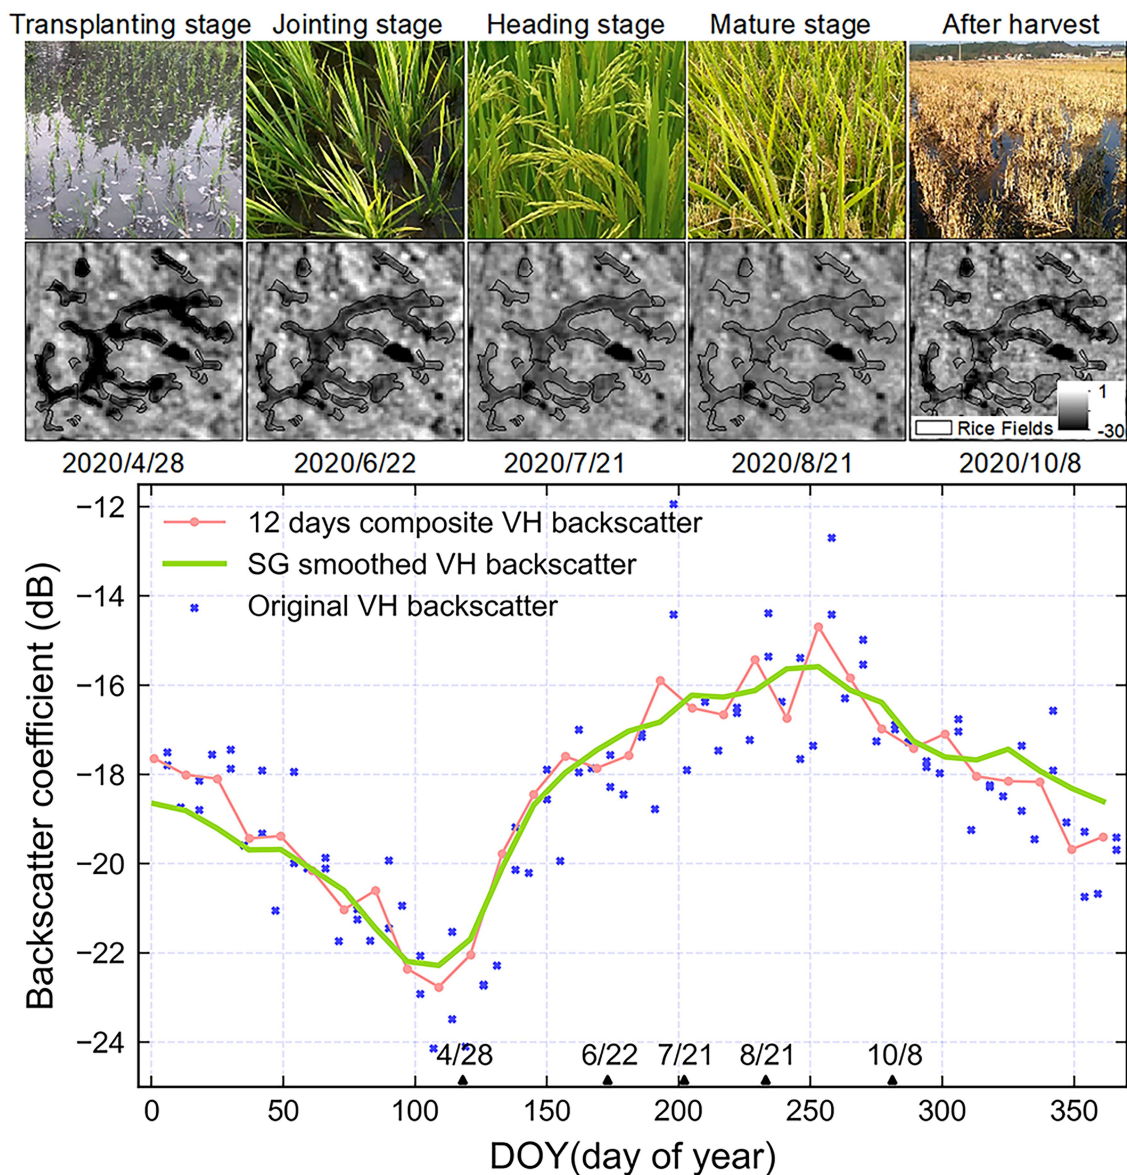 Transplanting stage Jointing stage Heading stage Mature stage After harvest
1
Rice Fields -30
2020/4/28 2020/6/22 2020/7/21 2020/8/21 2020/10/8
−12
12 days composite VH backscatter
SG smoothed VH backscatter
−14
Original VH backscatter
−16
−18
−20
−22
−24
Backscatter coefficient (dB)
4/28 6/22 7/21 8/21 10/8
0 50 100 150 200 250 300 350
DOY(day of year)